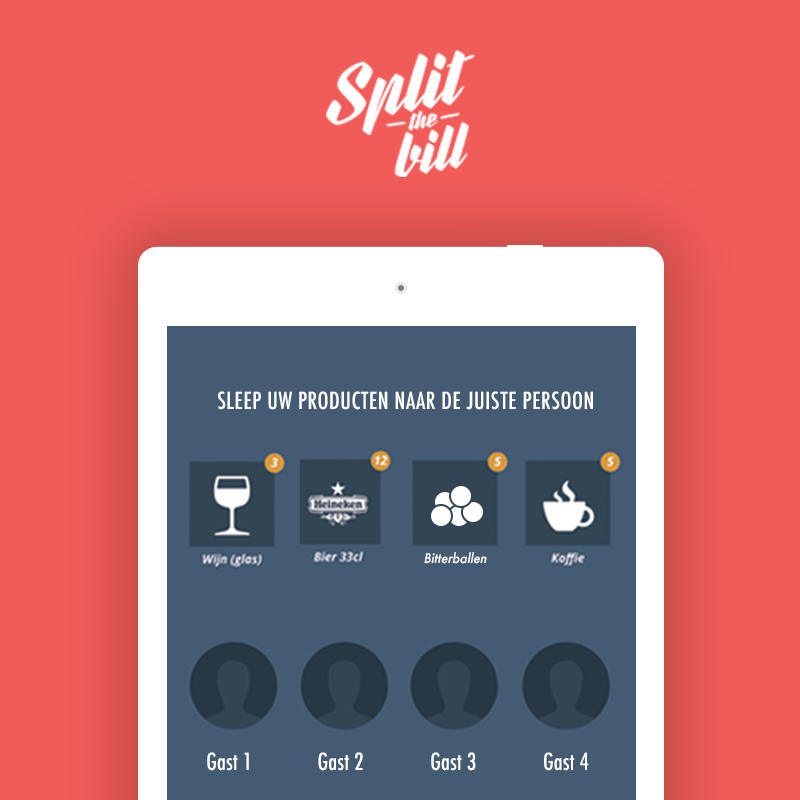 Split
the
bill
SLEEP UW PRODUCTEN NAAR DE JUISTE PERSOON
3
12
5
5
Heineken
Wijn (glas)
Bier 33cl
Bitterballen
Koffie
Gast 1
Gast 2
Gast 3
Gast 4